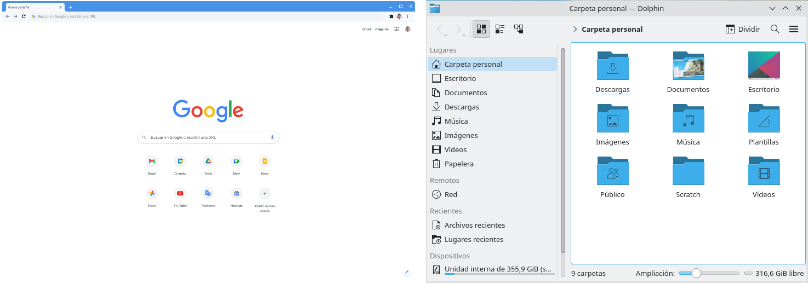 Buscar en Google o escribir una URL
Gmail Imágenes
Google
Buscar en Google o escribir una URL
Gmail
Drive
Meet
Keep
Fotos
YouTube
Traductor
Noticias
Añadir acceso directo
Carpeta personal — Dolphin
Carpeta personal
Dividir
Lugares
Carpeta personal
Escritorio
Documentos
Descargas
Música
Imágenes
Vídeos
Papelera
Remotos
Red
Recientes
Archivos recientes
Lugares recientes
Dispositivos
Unidad interna de 355,9 GiB (s...
Descargas
Documentos
Escritorio
Imágenes
Música
Plantillas
Público
Scratch
Vídeos
9 carpetas
Ampliación:
316,6 GiB libre